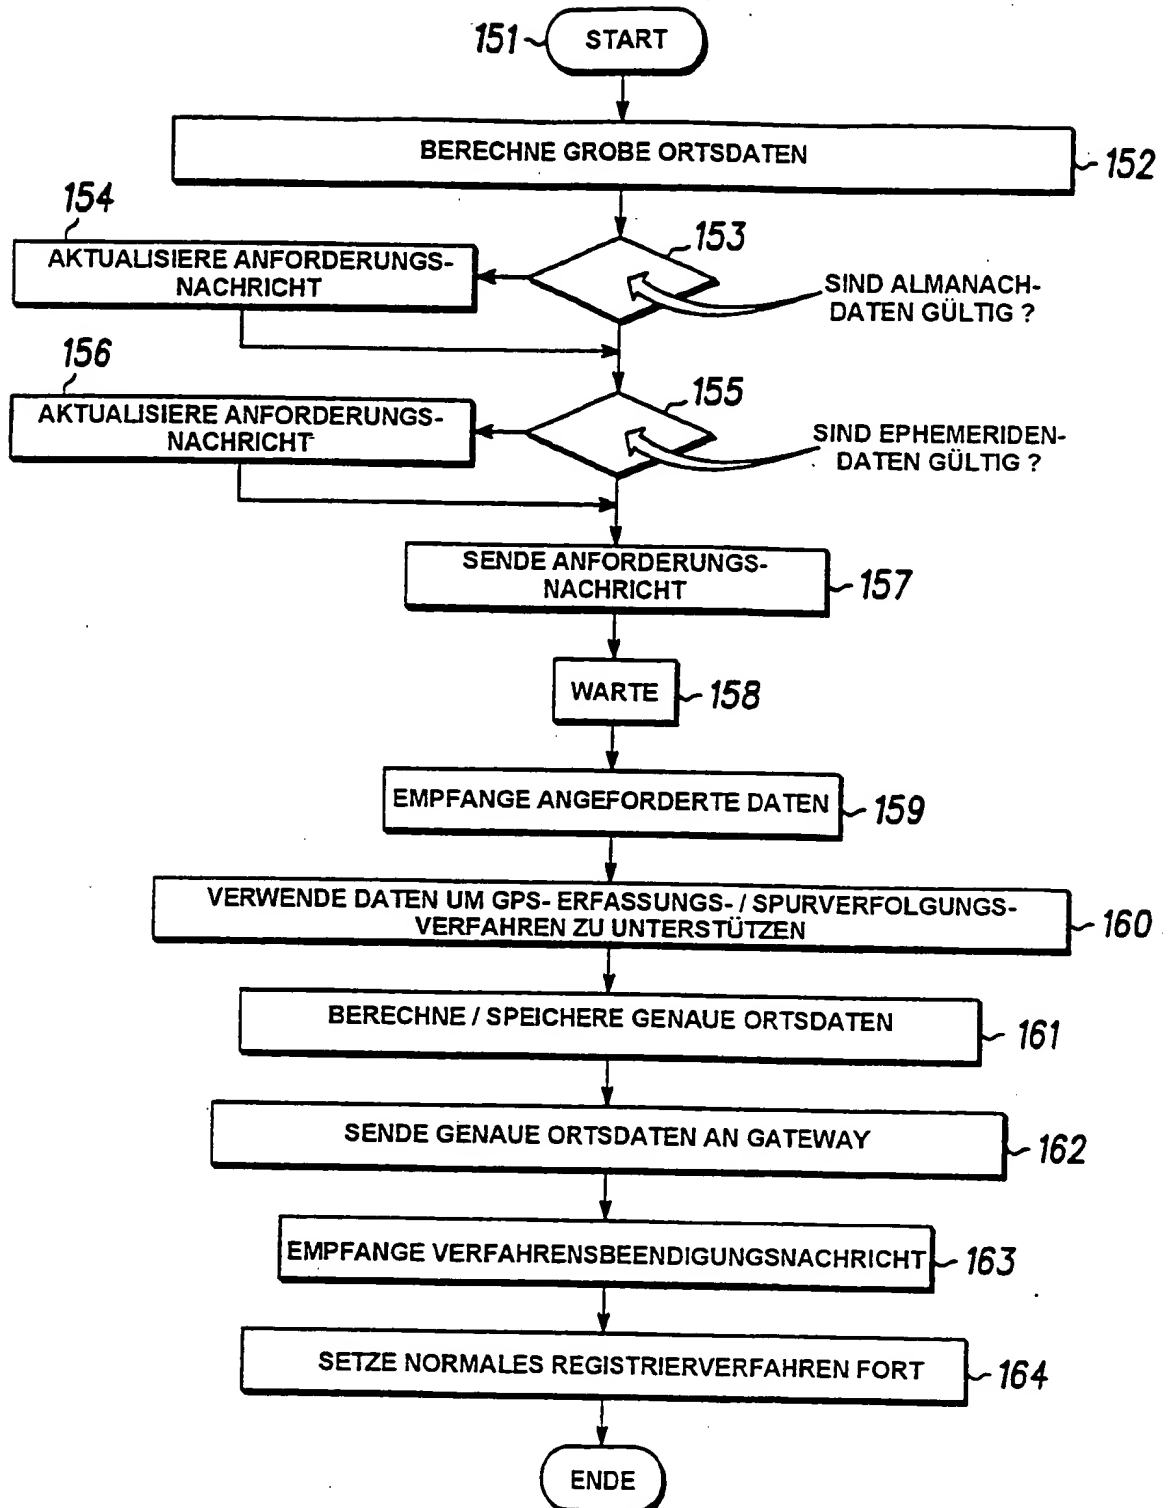 151
START
BERECHNE GROBE ORTSDATEN
152
154
153
AKTUALISIERE ANFORDERUNGS-
NACHRICHT
SIND ALMANACH-
DATEN GÜLTIG ?
156
155
AKTUALISIERE ANFORDERUNGS-
NACHRICHT
SIND EPHEMERIDEN-
DATEN GÜLTIG ?
SENDE ANFORDERUNGS-
NACHRICHT
157
WARTE
158
EMPFANGE ANGEFORDERTE DATEN
159
VERWENDE DATEN UM GPS- ERFASSUNGS- / SPURVERFOLGUNGS-
VERFAHREN ZU UNTERSTÜTZEN
160
BERECHNE / SPEICHERE GENAUE ORTSDATEN
161
SENDE GENAUE ORTSDATEN AN GATEWAY
162
EMPFANGE VERFAHRENSBEENDIGUNGSNACHRICHT
163
SETZE NORMALES REGISTRIERVERFAHREN FORT
164
ENDE